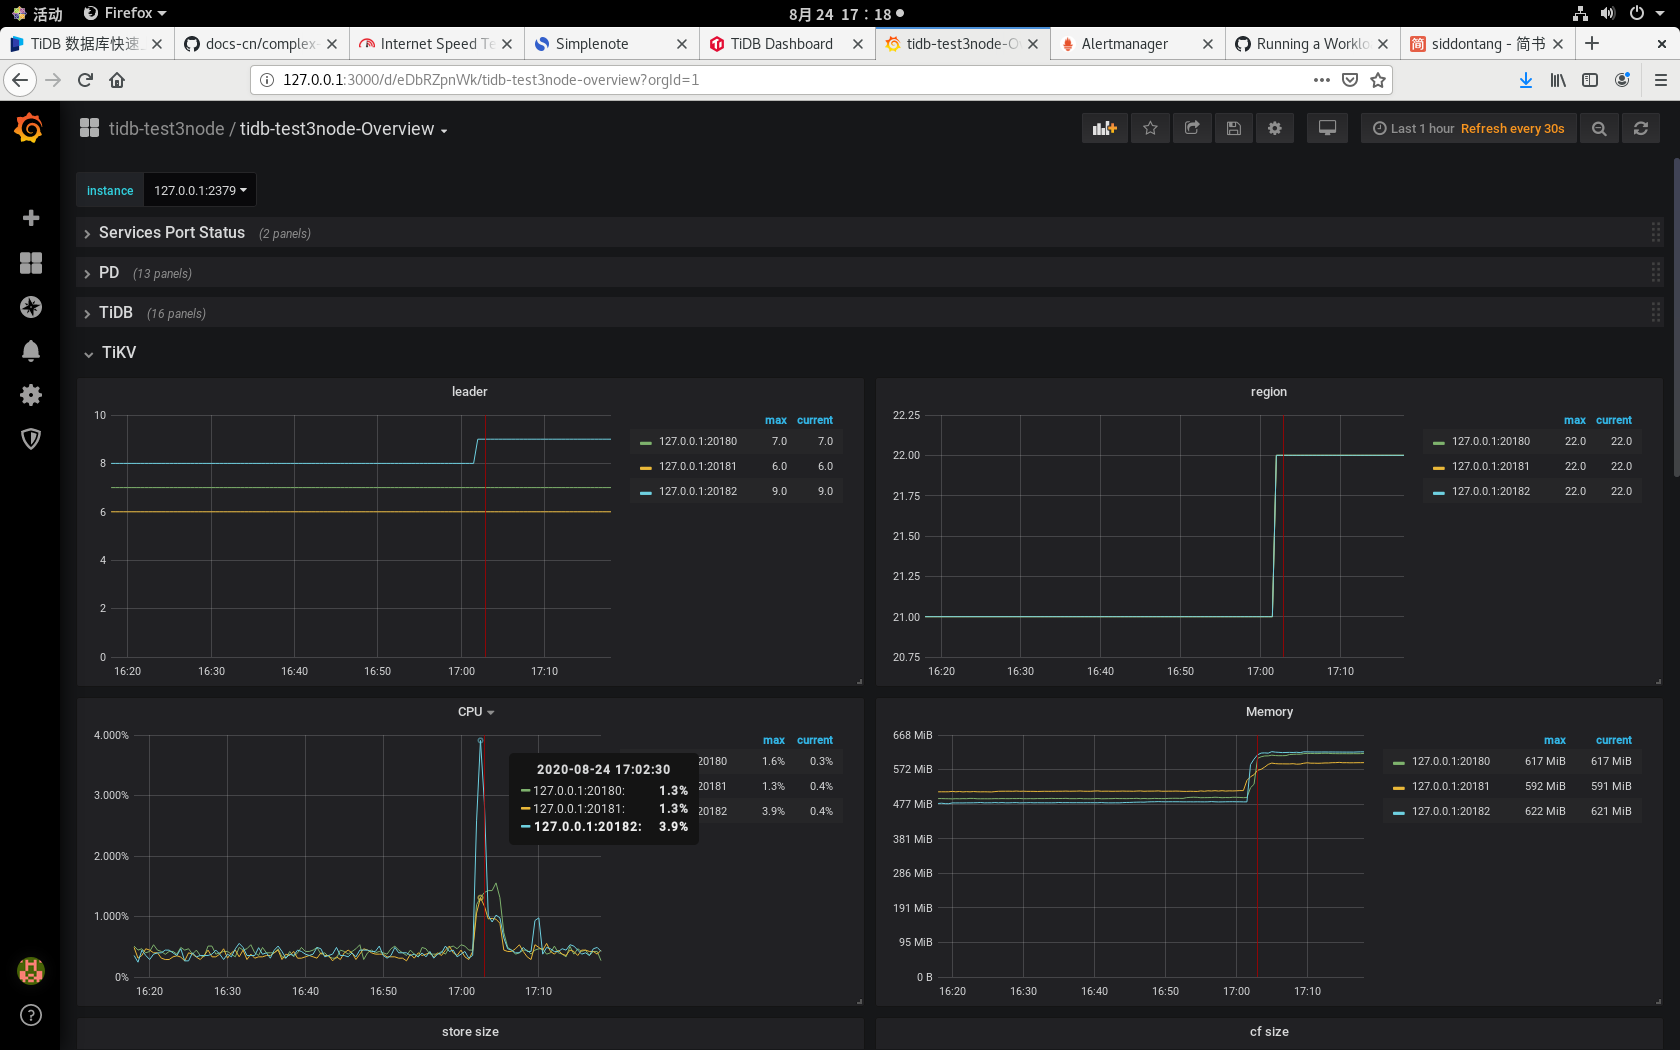 活动 Firefox 8月 24 17：18
TiDB 数据库快速 docs-cn/complex- Internet Speed Te Simplenote TiDB Dashboard tidb-test3node-O Alertmanager Running a Worklo siddontang - 简书
127.0.0.1:3000/d/eDbRZpnWk/tidb-test3node-overview?orgId=1
tidb-test3node / tidb-test3node-Overview Last 1 hour Refresh every 30s
instance 127.0.0.1:2379
Services Port Status (2 panels)
PD (13 panels)
TiDB (16 panels)
TiKV
leader
10
8
6
4
2
0
16:20 16:30 16:40 16:50 17:00 17:10
max current
127.0.0.1:20180 7.0 7.0
127.0.0.1:20181 6.0 6.0
127.0.0.1:20182 9.0 9.0
region
22.25
22.00
21.75
21.50
21.25
21.00
20.75
16:20 16:30 16:40 16:50 17:00 17:10
max current
127.0.0.1:20180 22.0 22.0
127.0.0.1:20181 22.0 22.0
127.0.0.1:20182 22.0 22.0
CPU
4.000%
3.000%
2.000%
1.000%
0%
16:20 16:30 16:40 16:50 17:00 17:10
max current
20180 1.6% 0.3%
20181 1.3% 0.4%
20182 3.9% 0.4%
2020-08-24 17:02:30
127.0.0.1:20180: 1.3%
127.0.0.1:20181: 1.3%
127.0.0.1:20182: 3.9%
Memory
668 MiB
572 MiB
477 MiB
381 MiB
286 MiB
191 MiB
95 MiB
0 B
16:20 16:30 16:40 16:50 17:00 17:10
max current
127.0.0.1:20180 617 MiB 617 MiB
127.0.0.1:20181 592 MiB 591 MiB
127.0.0.1:20182 622 MiB 621 MiB
store size
cf size